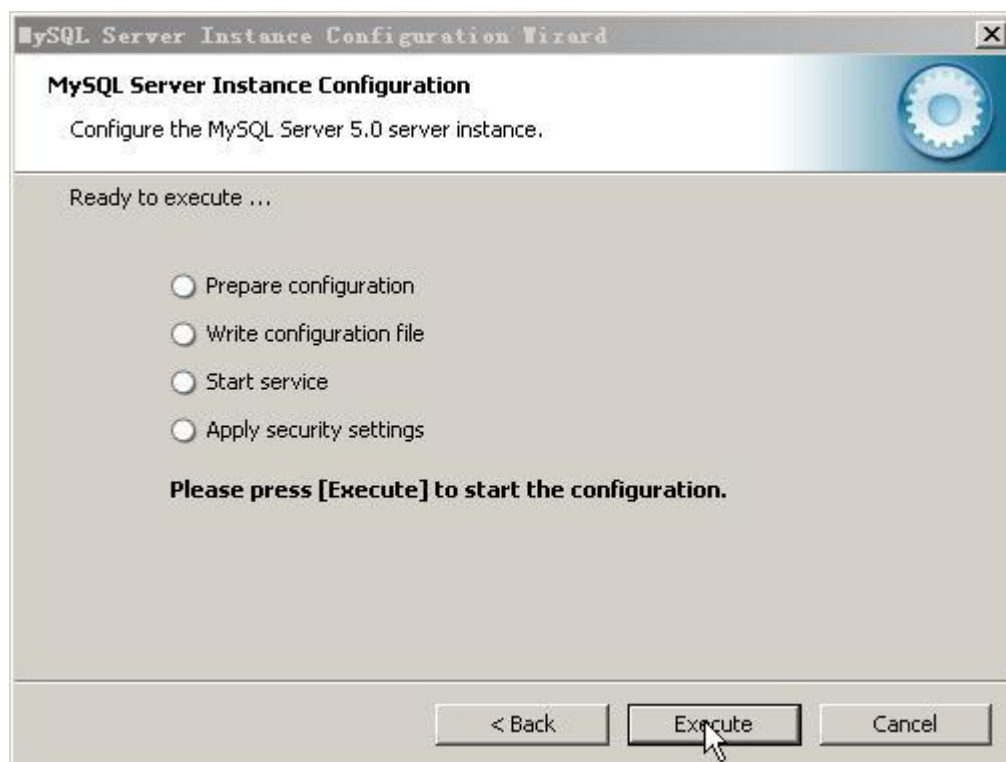 MySQL Server Instance Configuration Wizard
MySQL Server Instance Configuration
Configure the MySQL Server 5.0 server instance.
Ready to execute ...
Prepare configuration
Write configuration file
Start service
Apply security settings
Please press [Execute] to start the configuration.
< Back Execute Cancel